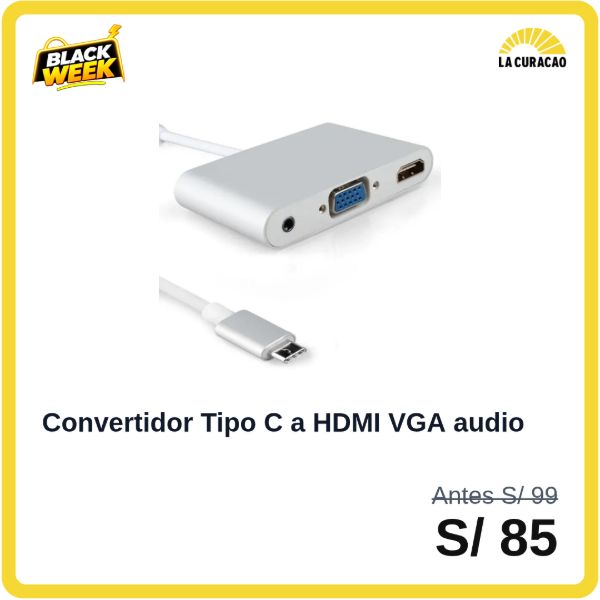 BLACK
WEEK
LA CURACAO
Convertidor Tipo C a HDMI VGA audio
Antes S/ 99
S/ 85